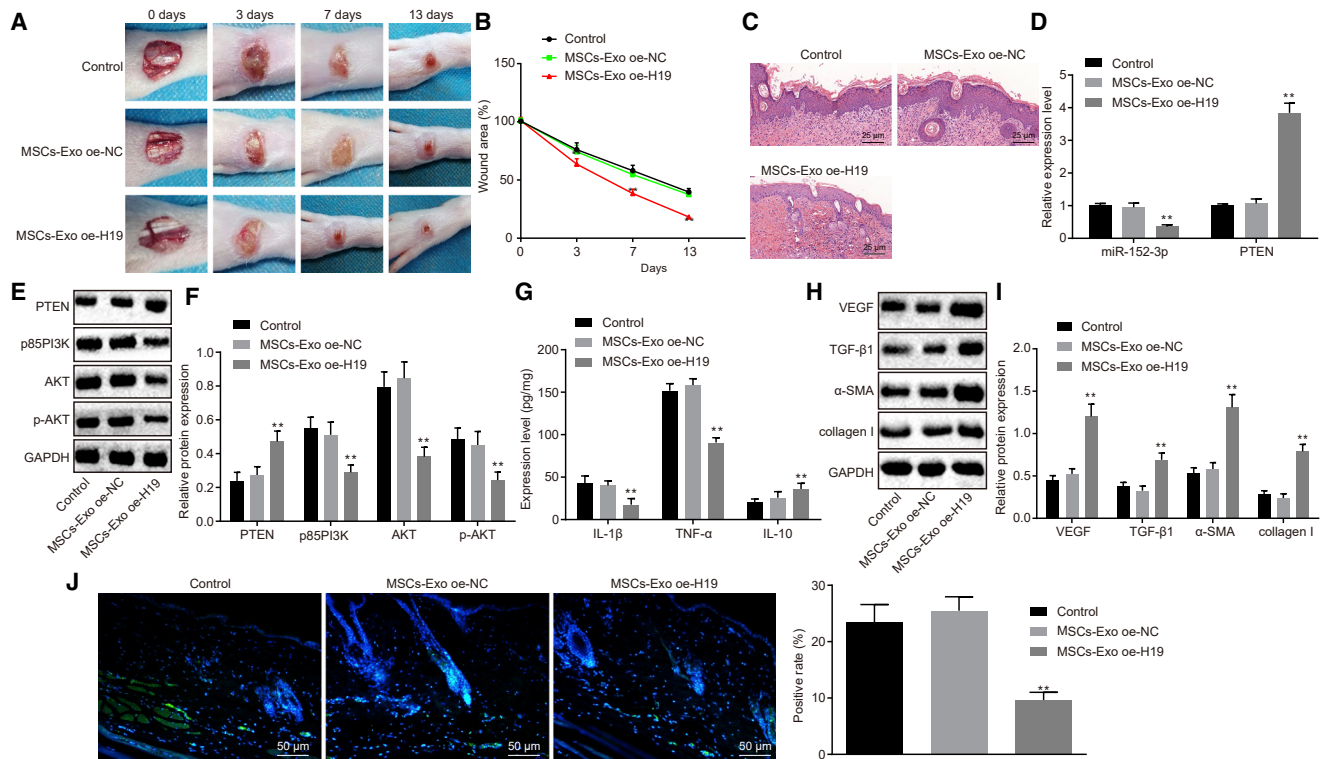 A
0 days
3 days
7 days
13 days
Control
MSCs-Exo oe-NC
MSCs-Exo oe-H19
B
Control
MSCs-Exo oe-NC
MSCs-Exo oe-H19
Wound area (%)
150
100
50
0
0
3
7
13
Days
C
Control
MSCs-Exo oe-NC
25 μm
25 μm
MSCs-Exo oe-H19
25 μm
D
Control
MSCs-Exo oe-NC
MSCs-Exo oe-H19
Relative expression level
5
4
3
2
1
0
**
**
miR-152-3p
PTEN
E
PTEN
p85PI3K
AKT
p-AKT
GAPDH
Control
MSCs-Exo oe-NC
MSCs-Exo oe-H19
F
Control
MSCs-Exo oe-NC
MSCs-Exo oe-H19
Relative protein expression
1.0
0.8
0.6
0.4
0.2
0.0
**
**
**
**
PTEN
p85PI3K
AKT
p-AKT
G
Control
MSCs-Exo oe-NC
MSCs-Exo oe-H19
Expression level (pg/mg)
200
150
100
50
0
**
**
**
IL-1β
TNF-α
IL-10
H
VEGF
TGF-β1
α-SMA
collagen I
GAPDH
Control
MSCs-Exo oe-NC
MSCs-Exo oe-H19
I
Control
MSCs-Exo oe-NC
MSCs-Exo oe-H19
Relative protein expression
2.0
1.5
1.0
0.5
0.0
**
**
**
**
VEGF
TGF-β1
α-SMA
collagen I
J
Control
MSCs-Exo oe-NC
MSCs-Exo oe-H19
50 μm
50 μm
50 μm
Positive rate (%)
30
20
10
0
**
Control
MSCs-Exo oe-NC
MSCs-Exo oe-H19